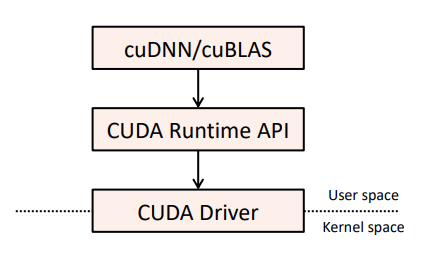 cuDNN/cuBLAS
CUDA Runtime API
User space
CUDA Driver
Kernel space